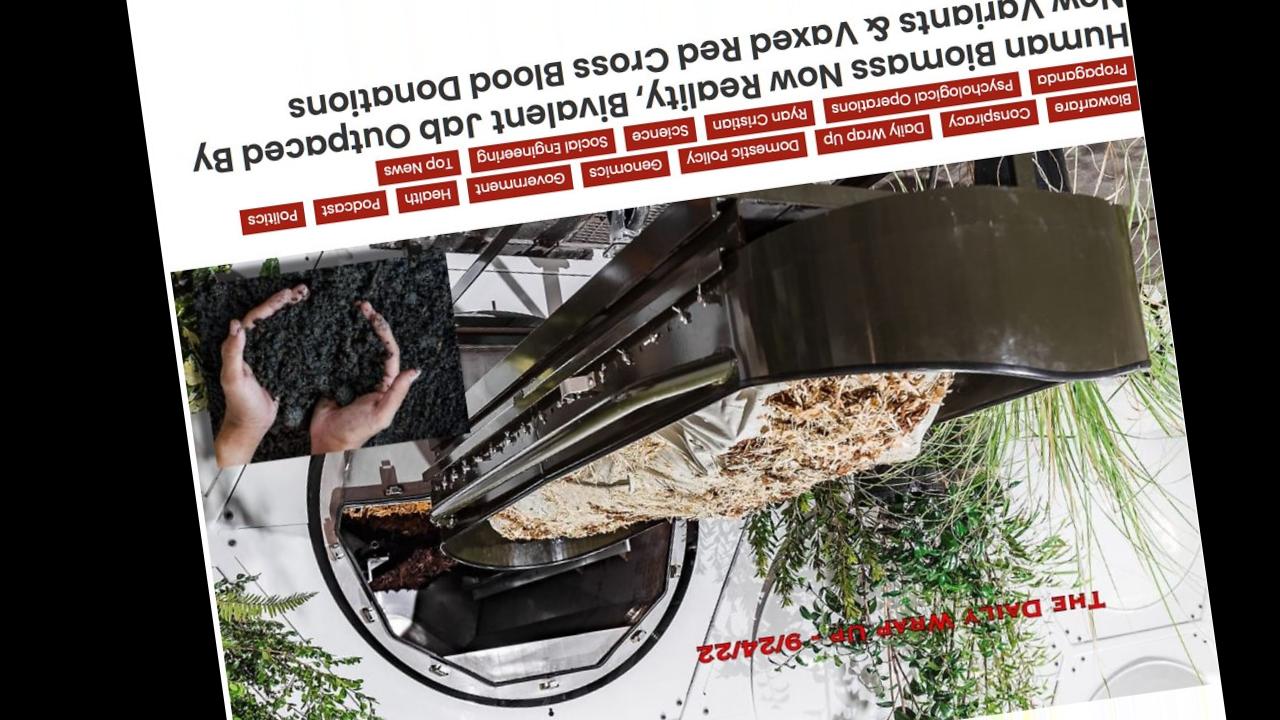 THE DAILY WRAP UP - 9/24/22
Biowarfare Conspiracy Daily Wrap Up Domestic Policy Genomics Government Health Podcast Politics
Propaganda Psychological Operations Ryan Cristian Science Social Engineering Top News
Human Biomass Now Reality, Bivalent Jab Outpaced By
New Variants & Vaxed Red Cross Blood Donations